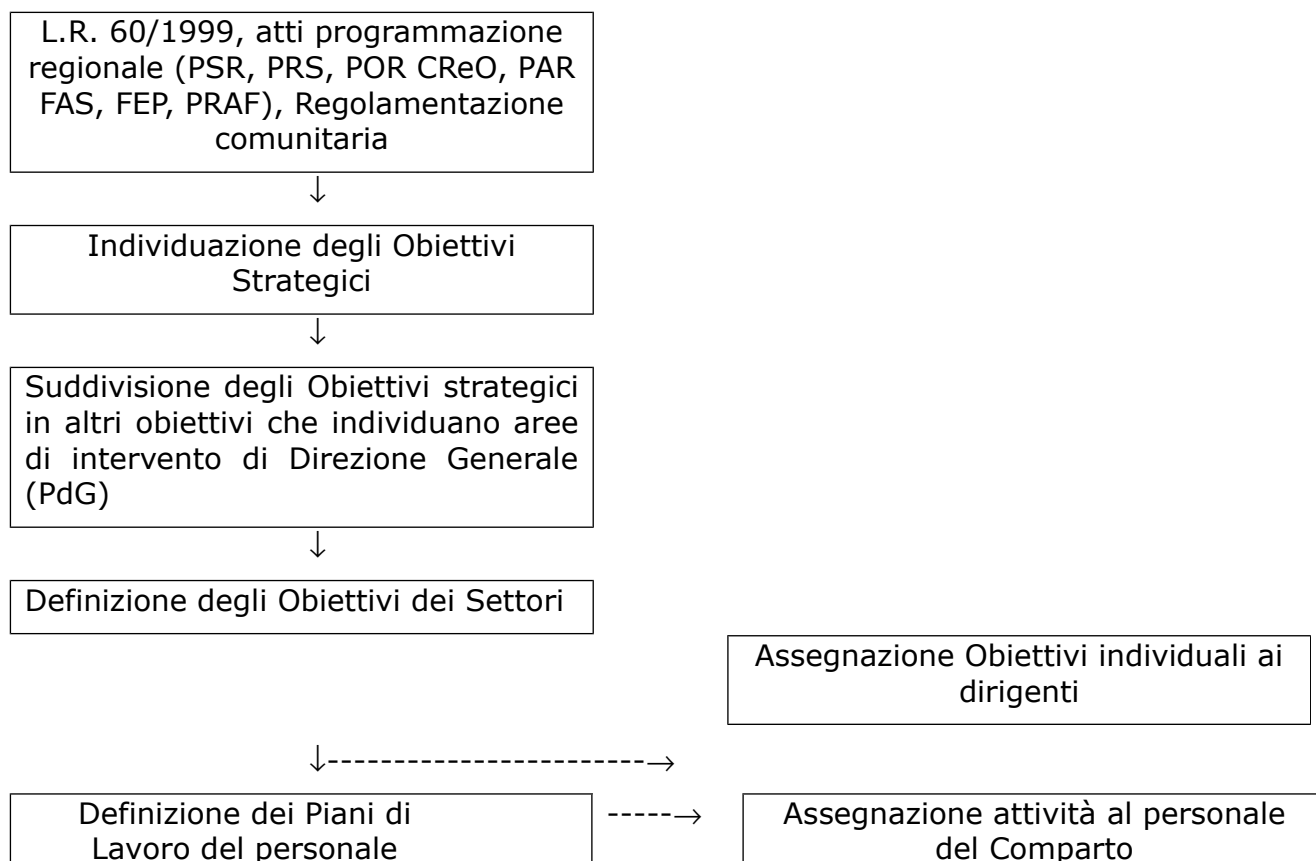 L.R. 60/1999, atti programmazione
regionale (PSR, PRS, POR CReO, PAR
FAS, FEP, PRAF), Regolamentazione
comunitaria
↓
Individuazione degli Obiettivi
Strategici
↓
Suddivisione degli Obiettivi strategici
in altri obiettivi che individuano aree
di intervento di Direzione Generale
(PdG)
↓
Definizione degli Obiettivi dei Settori
Assegnazione Obiettivi individuali ai
dirigenti
↓-----------------------→
Definizione dei Piani di
Lavoro del personale
-----→
Assegnazione attività al personale
del Comparto